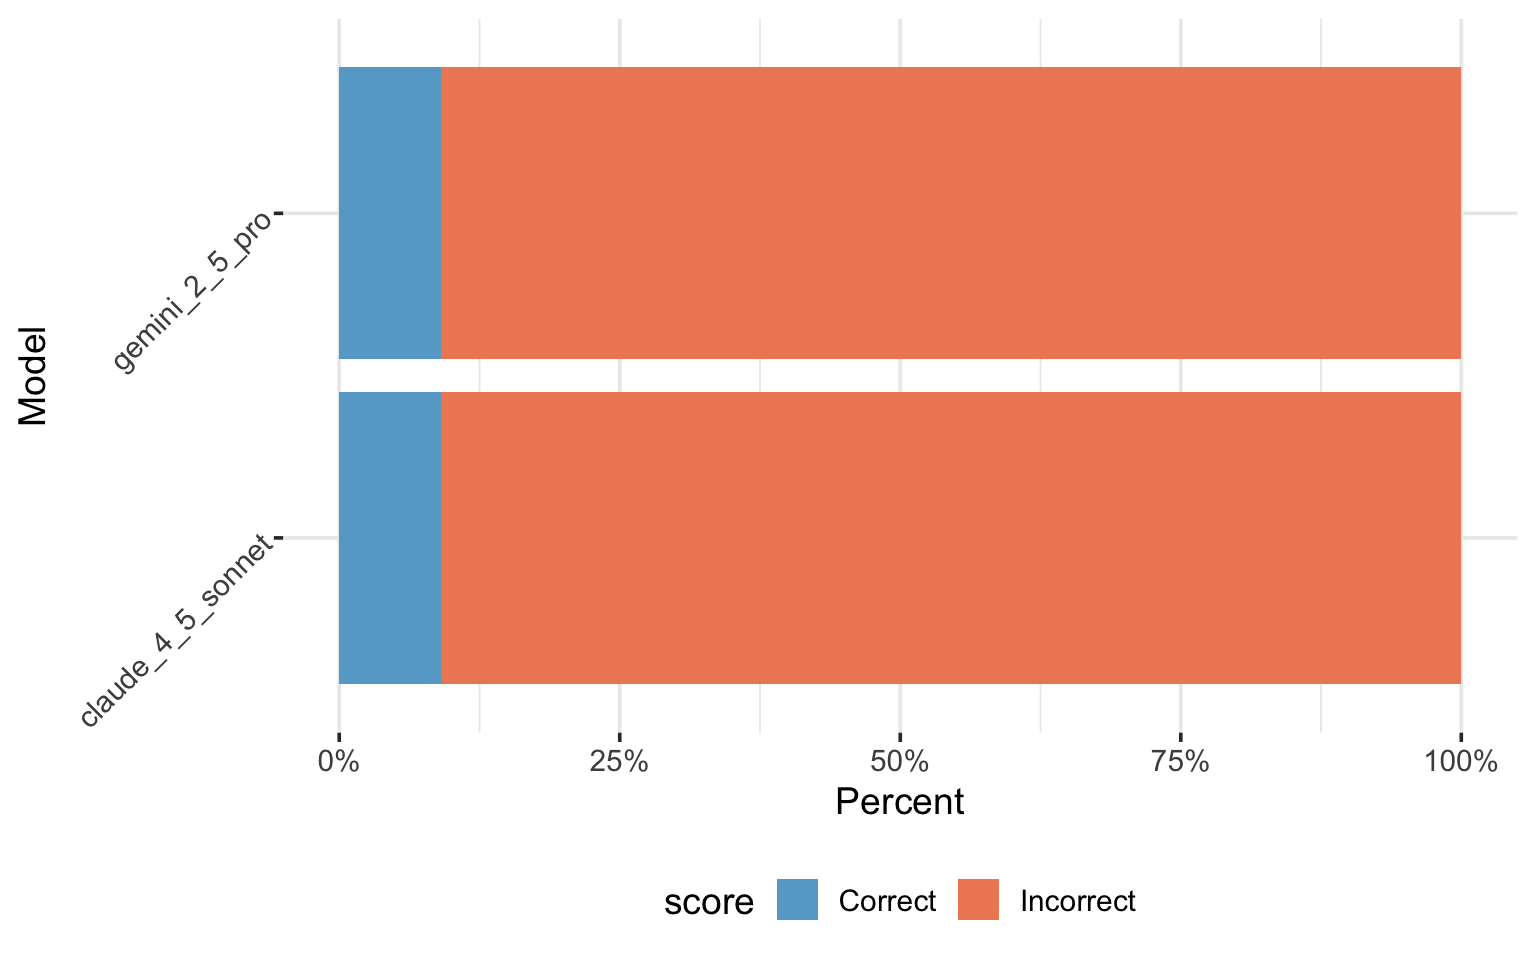 Model
gemini_2_5_pro
claude_4_5_sonnet
0% 25% 50% 75% 100%
Percent
score Correct Incorrect